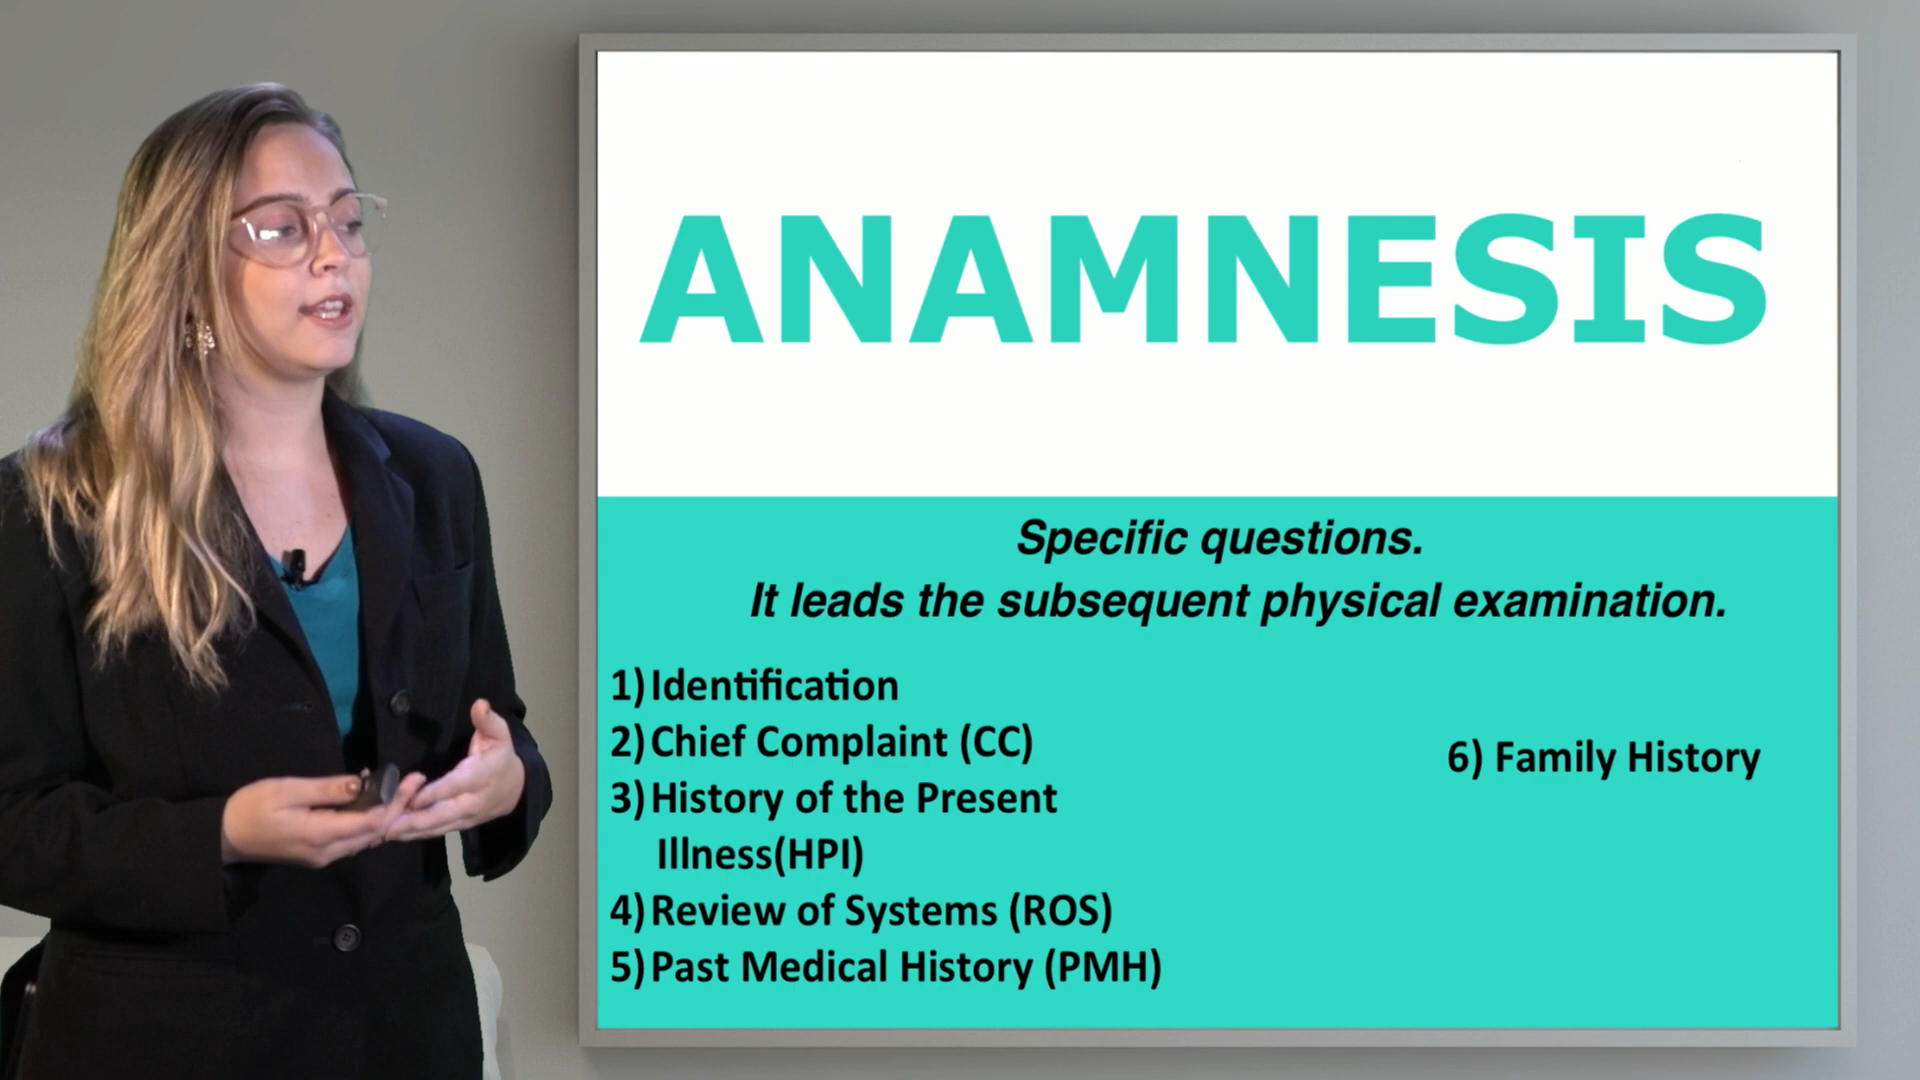 ANAMNESIS
Specific questions.
It leads the subsequent physical examination.
1) Identification
2) Chief Complaint (CC)
3) History of the Present
Illness(HPI)
4) Review of Systems (ROS)
5) Past Medical History (PMH)
6) Family History